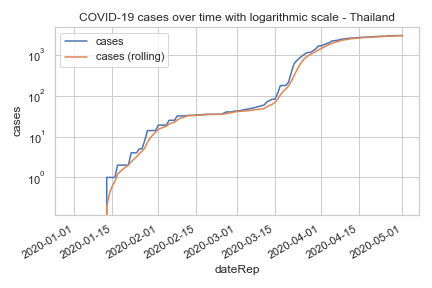 COVID-19 cases over time with logarithmic scale - Thailand
cases
cases (rolling)
10³
10²
10¹
10⁰
cases
2020-01-01
2020-01-15
2020-02-01
2020-02-15
2020-03-01
2020-03-15
2020-04-01
2020-04-15
2020-05-01
dateRep